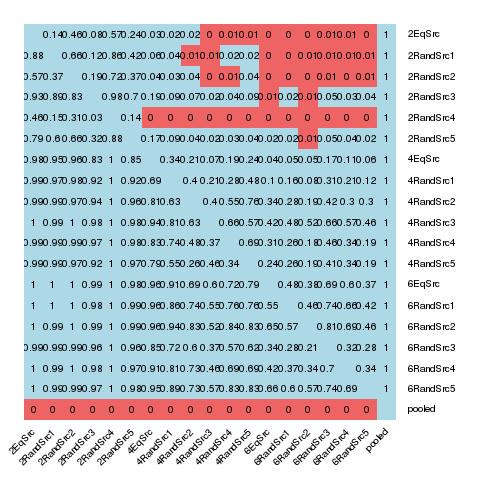 0.14 0.46 0.08 0.57 0.24 0.03 0.02 0.02 0 0.01 0.01 0 0 0 0.01 0.01 0 1 2EqSrc
0.88 0.66 0.12 0.86 0.42 0.06 0.04 0.01 0.01 0.02 0.02 0 0 0 0.01 0.01 0.01 1 2RandSrc1
0.57 0.37 0.19 0.97 0.37 0.04 0.03 0.04 0 0.01 0.04 0 0 0 0.01 0 0.01 1 2RandSrc2
0.93 0.89 0.83 0.98 0.7 0.19 0.09 0.07 0.02 0.04 0.09 0.01 0.02 0.01 0.05 0.03 0.04 1 2RandSrc3
0.46 0.15 0.31 0.03 0.14 0 0 0 0 0 0 0 0 0 0 0 0 1 2RandSrc4
0.79 0.6 0.66 0.32 0.88 0.17 0.09 0.04 0.02 0.03 0.04 0.02 0.02 0.01 0.05 0.04 0.02 1 2RandSrc5
0.98 0.95 0.96 0.83 1 0.85 0.34 0.21 0.07 0.19 0.24 0.04 0.05 0.05 0.17 0.11 0.06 1 4EqSrc
0.99 0.97 0.98 0.92 1 0.92 0.69 0.4 0.21 0.28 0.48 0.1 0.16 0.08 0.31 0.21 0.12 1 4RandSrc1
0.99 0.99 0.97 0.94 1 0.96 0.81 0.63 0.4 0.55 0.76 0.34 0.28 0.19 0.42 0.3 0.3 1 4RandSrc2
1 0.99 1 0.98 1 0.98 0.94 0.81 0.63 0.66 0.57 0.42 0.48 0.52 0.66 0.57 0.46 1 4RandSrc3
0.99 0.99 0.99 0.97 1 0.98 0.83 0.74 0.48 0.37 0.69 0.31 0.26 0.18 0.46 0.34 0.19 1 4RandSrc4
0.99 0.99 0.92 0.96 1 0.97 0.79 0.55 0.26 0.46 0.34 0.24 0.26 0.19 0.41 0.34 0.19 1 4RandSrc5
1 1 1 0.98 1 0.98 0.96 0.91 0.69 0.6 0.72 0.79 0.48 0.38 0.69 0.6 0.37 1 6EqSrc
1 1 1 0.98 1 0.99 0.96 0.86 0.74 0.55 0.76 0.76 0.55 0.46 0.74 0.66 0.42 1 6RandSrc1
1 0.99 1 0.99 1 0.99 0.96 0.94 0.83 0.52 0.84 0.83 0.65 0.57 0.81 0.69 0.46 1 6RandSrc2
0.99 0.99 0.99 0.96 1 0.96 0.85 0.72 0.6 0.37 0.57 0.62 0.34 0.28 0.21 0.32 0.28 1 6RandSrc3
1 0.99 1 0.98 1 0.97 0.91 0.81 0.73 0.46 0.69 0.69 0.42 0.37 0.34 0.7 0.34 1 6RandSrc4
1 0.99 0.99 0.97 1 0.98 0.95 0.89 0.73 0.57 0.83 0.83 0.66 0.6 0.57 0.74 0.69 1 6RandSrc5
0 0 0 0 0 0 0 0 0 0 0 0 0 0 0 0 0 0 pooled
2EqSrc 2RandSrc1 2RandSrc2 2RandSrc3 2RandSrc4 2RandSrc5 4EqSrc 4RandSrc1 4RandSrc2 4RandSrc3 4RandSrc4 4RandSrc5 6EqSrc 6RandSrc1 6RandSrc2 6RandSrc3 6RandSrc4 6RandSrc5 pooled